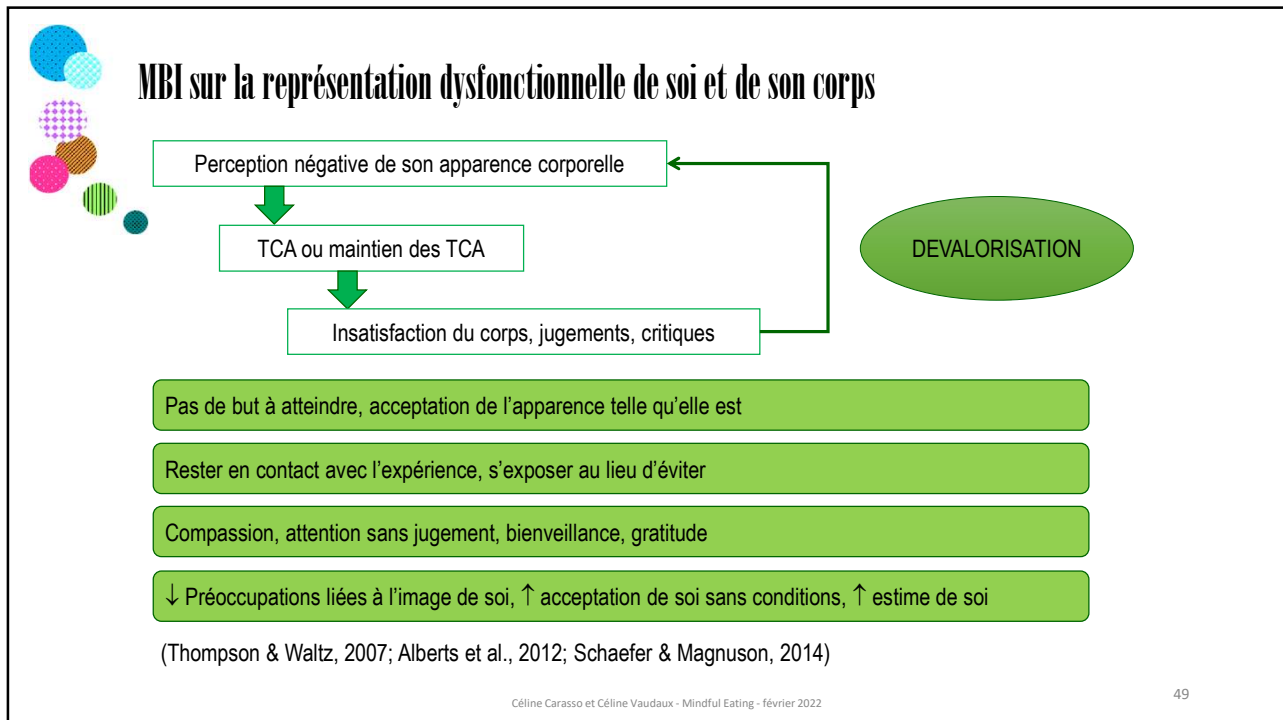 MBI sur la représentation dysfonctionnelle de soi et de son corps
Perception négative de son apparence corporelle
TCA ou maintien des TCA
DEVALORISATION
Insatisfaction du corps, jugements, critiques
Pas de but à atteindre, acceptation de l’apparence telle qu’elle est
Rester en contact avec l’expérience, s’exposer au lieu d’éviter
Compassion, attention sans jugement, bienveillance, gratitude
↓ Préoccupations liées à l’image de soi, ↑ acceptation de soi sans conditions, ↑ estime de soi
(Thompson & Waltz, 2007; Alberts et al., 2012; Schaefer & Magnuson, 2014)
Céline Carasso et Céline Vaudaux - Mindful Eating - février 2022
49